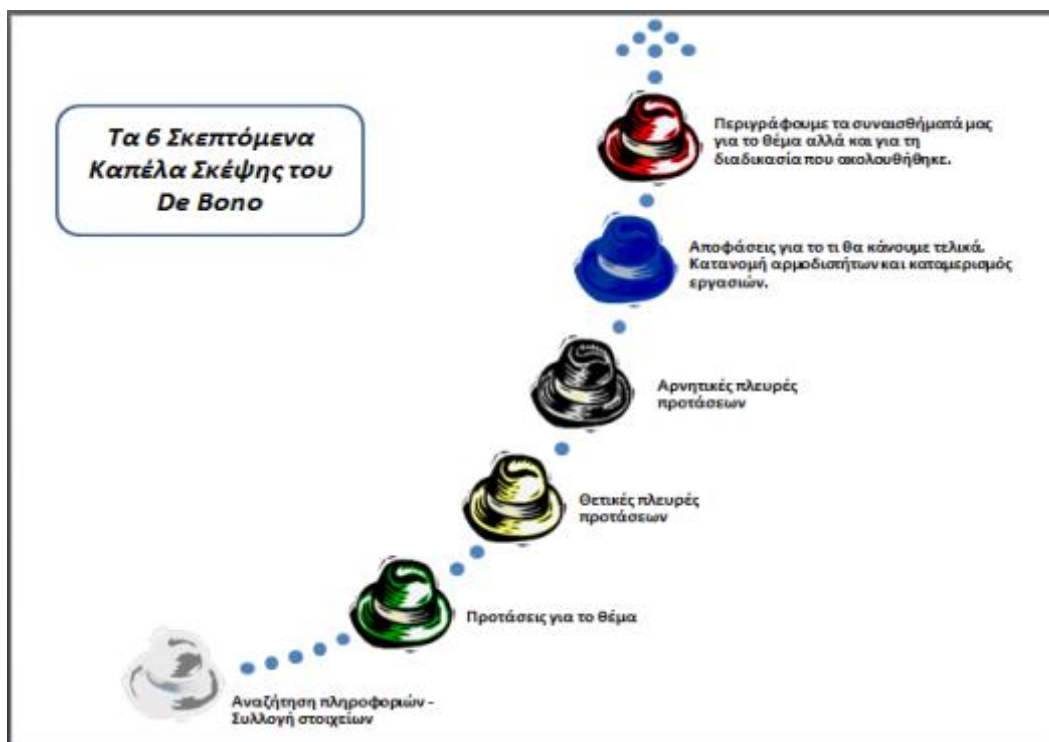 Τα 6 Σκεπτόμενα
Καπέλα Σκέψης του
De Bono
Περιγράφουμε τα συναισθήματά μας
για το θέμα αλλά και για τη
διαδικασία που ακολουθήθηκε.
Αποφάσεις για το τι θα κάνουμε τελικά.
Κατανομή αρμοδιοτήτων και καταμερισμός
εργασιών.
Αρνητικές πλευρές
προτάσεων
Θετικές πλευρές
προτάσεων
Προτάσεις για το θέμα
Αναζήτηση πληροφοριών -
Συλλογή στοιχείων